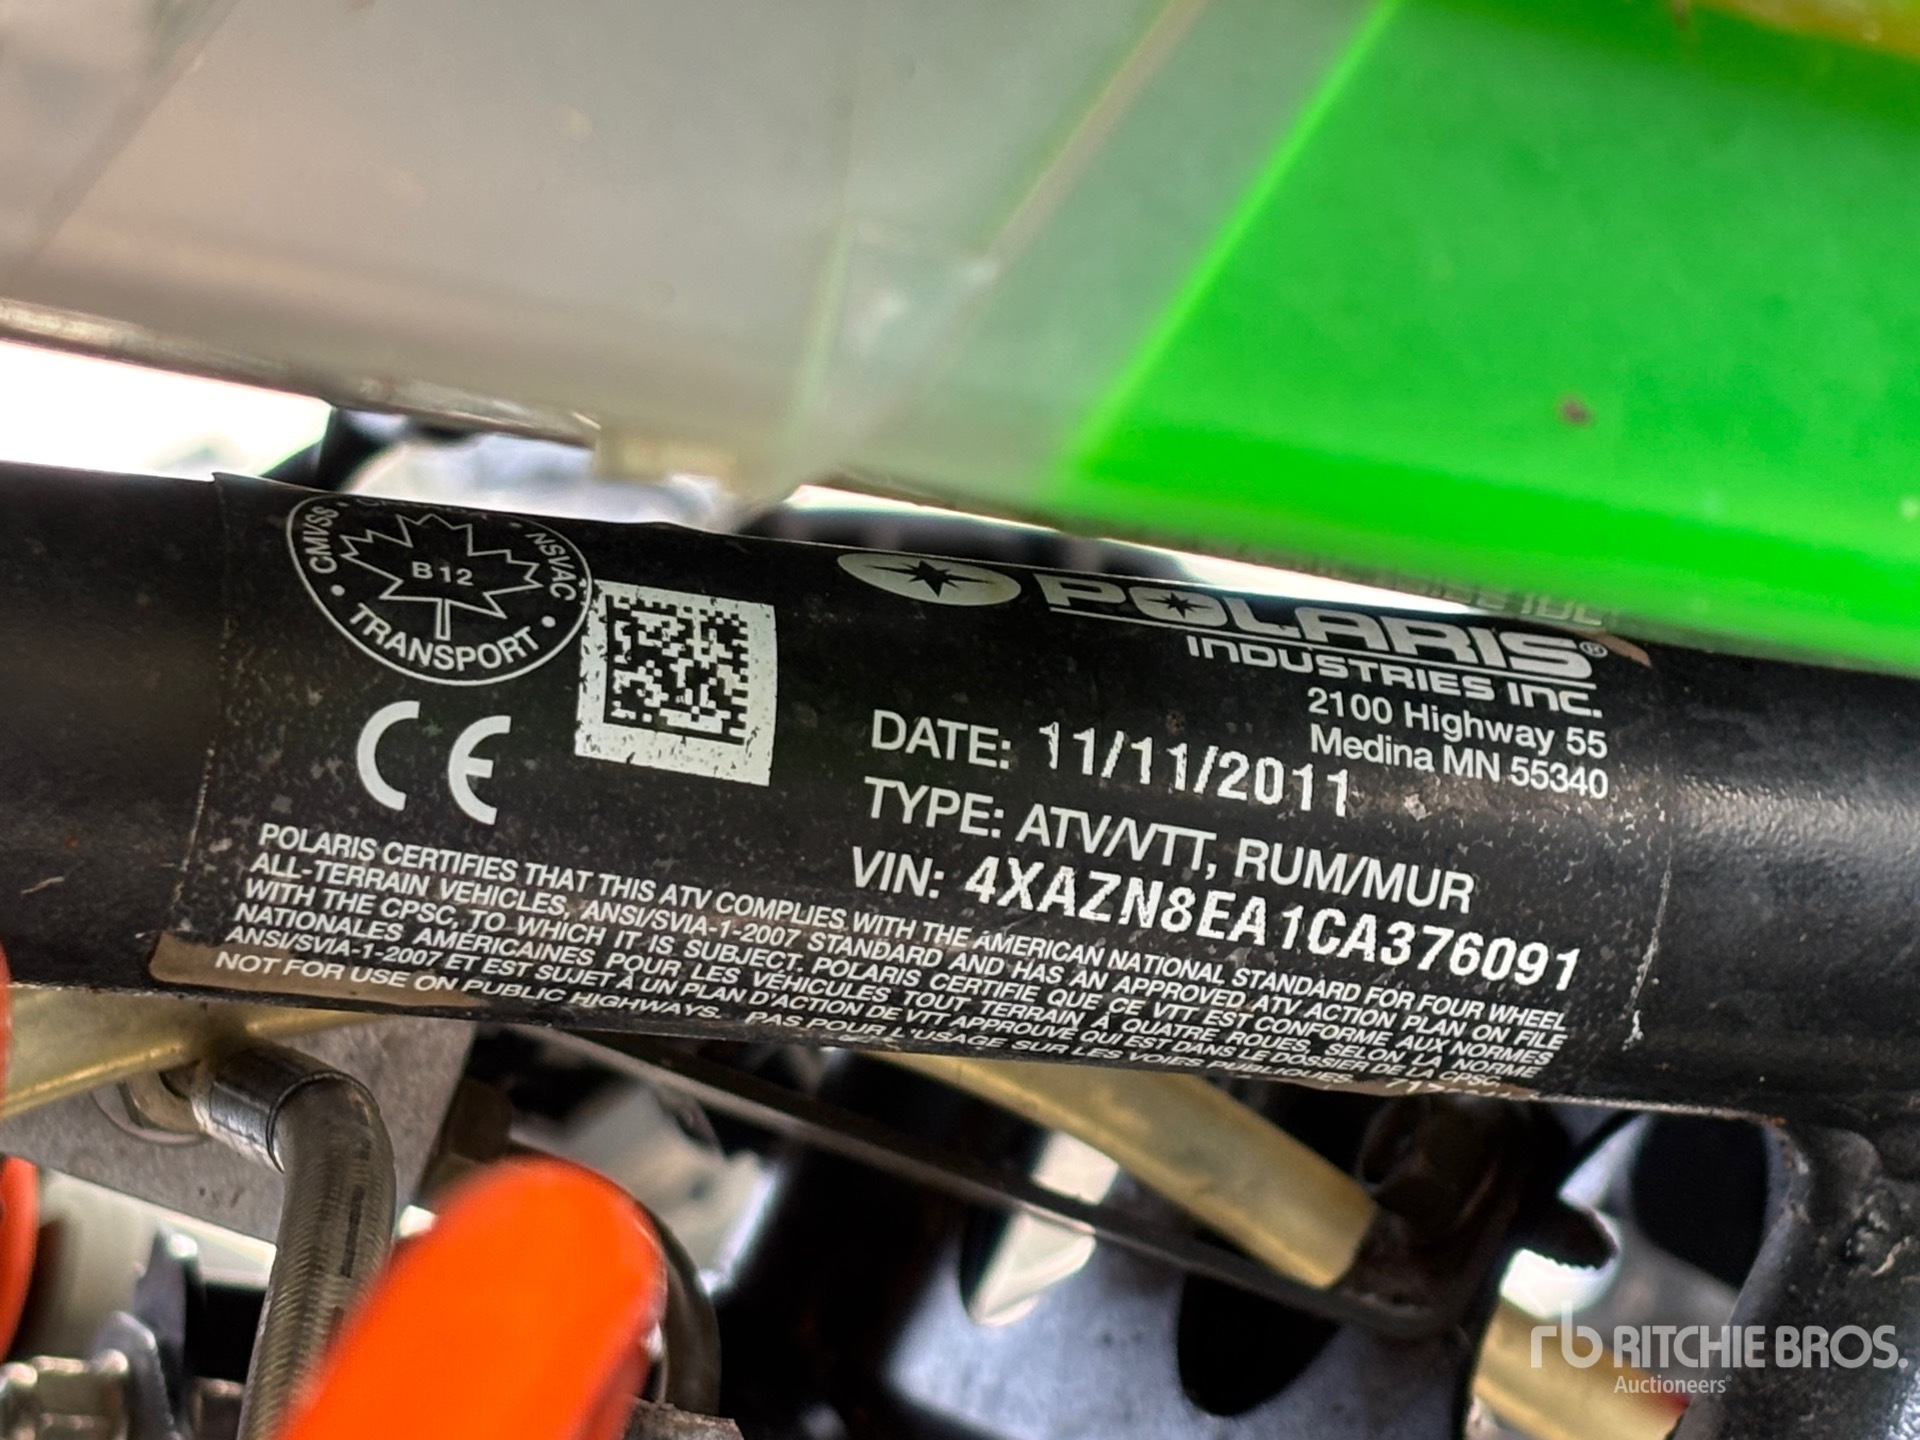 CMVSS
NSVAC
B12
TRANSPORT
CE
POLARIS®
INDUSTRIES INC.
2100 Highway 55
Medina MN 55340
DATE: 11/11/2011
TYPE: ATV/VTT, RUM/MUR
VIN: 4XAZN8EA1CA376091
POLARIS CERTIFIES THAT THIS ATV COMPLIES WITH THE AMERICAN NATIONAL STANDARD FOR FOUR WHEEL
ALL-TERRAIN VEHICLES, ANSI/SVIA-1-2007 STANDARD AND HAS AN APPROVED ATV ACTION PLAN ON FILE
WITH THE CPSC, TO WHICH IT IS SUBJECT. POLARIS CERTIFIE QUE CE VTT EST CONFORME AUX NORMES
NATIONALES AMÉRICAINES POUR LES VÉHICULES TOUT TERRAIN À QUATRE ROUES, SELON LA NORME
ANSI/SVIA-1-2007 ET EST SUJET À UN PLAN D'ACTION DE VTT APPROUVÉ QUI EST DANS LE DOSSIER DE LA CPSC.
NOT FOR USE ON PUBLIC HIGHWAYS. PAS POUR L'USAGE SUR LES VOIES PUBLIQUES
rb RITCHIE BROS.
Auctioneers